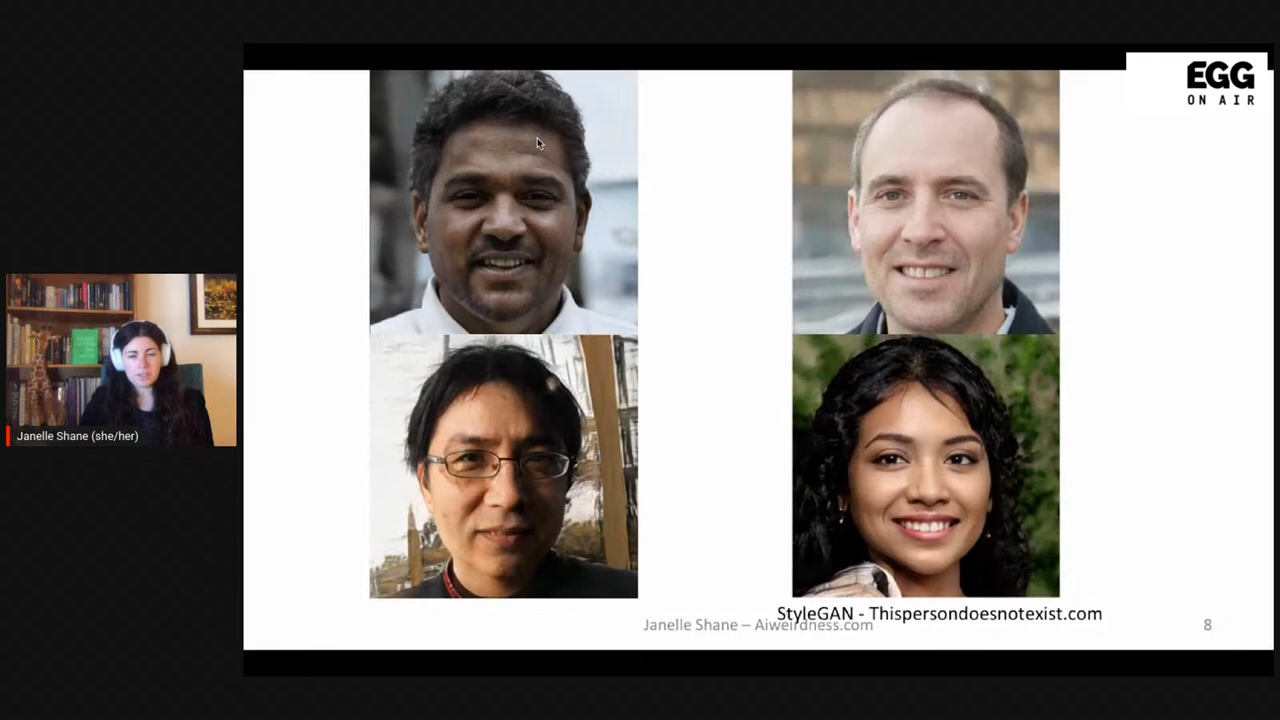 EGG
ON AIR
Janelle Shane (she/her)
StyleGAN - Thispersondoesnotexist.com
Janelle Shane – Aiweirdness.com
8